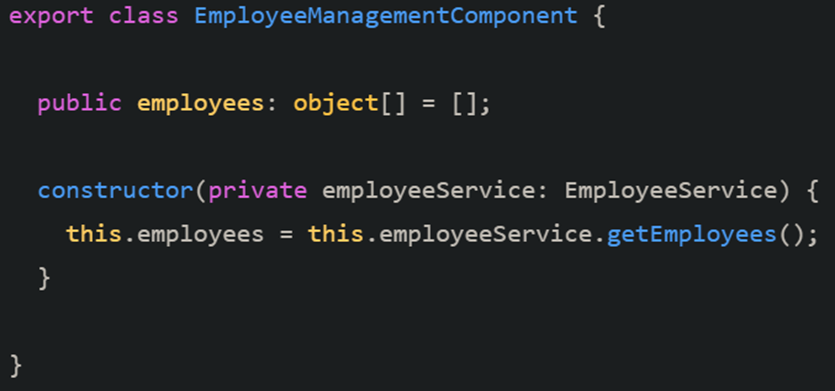 export class EmployeeManagementComponent {
public employees: object[] = [];
constructor(private employeeService: EmployeeService) {
this.employees = this.employeeService.getEmployees();
}
}